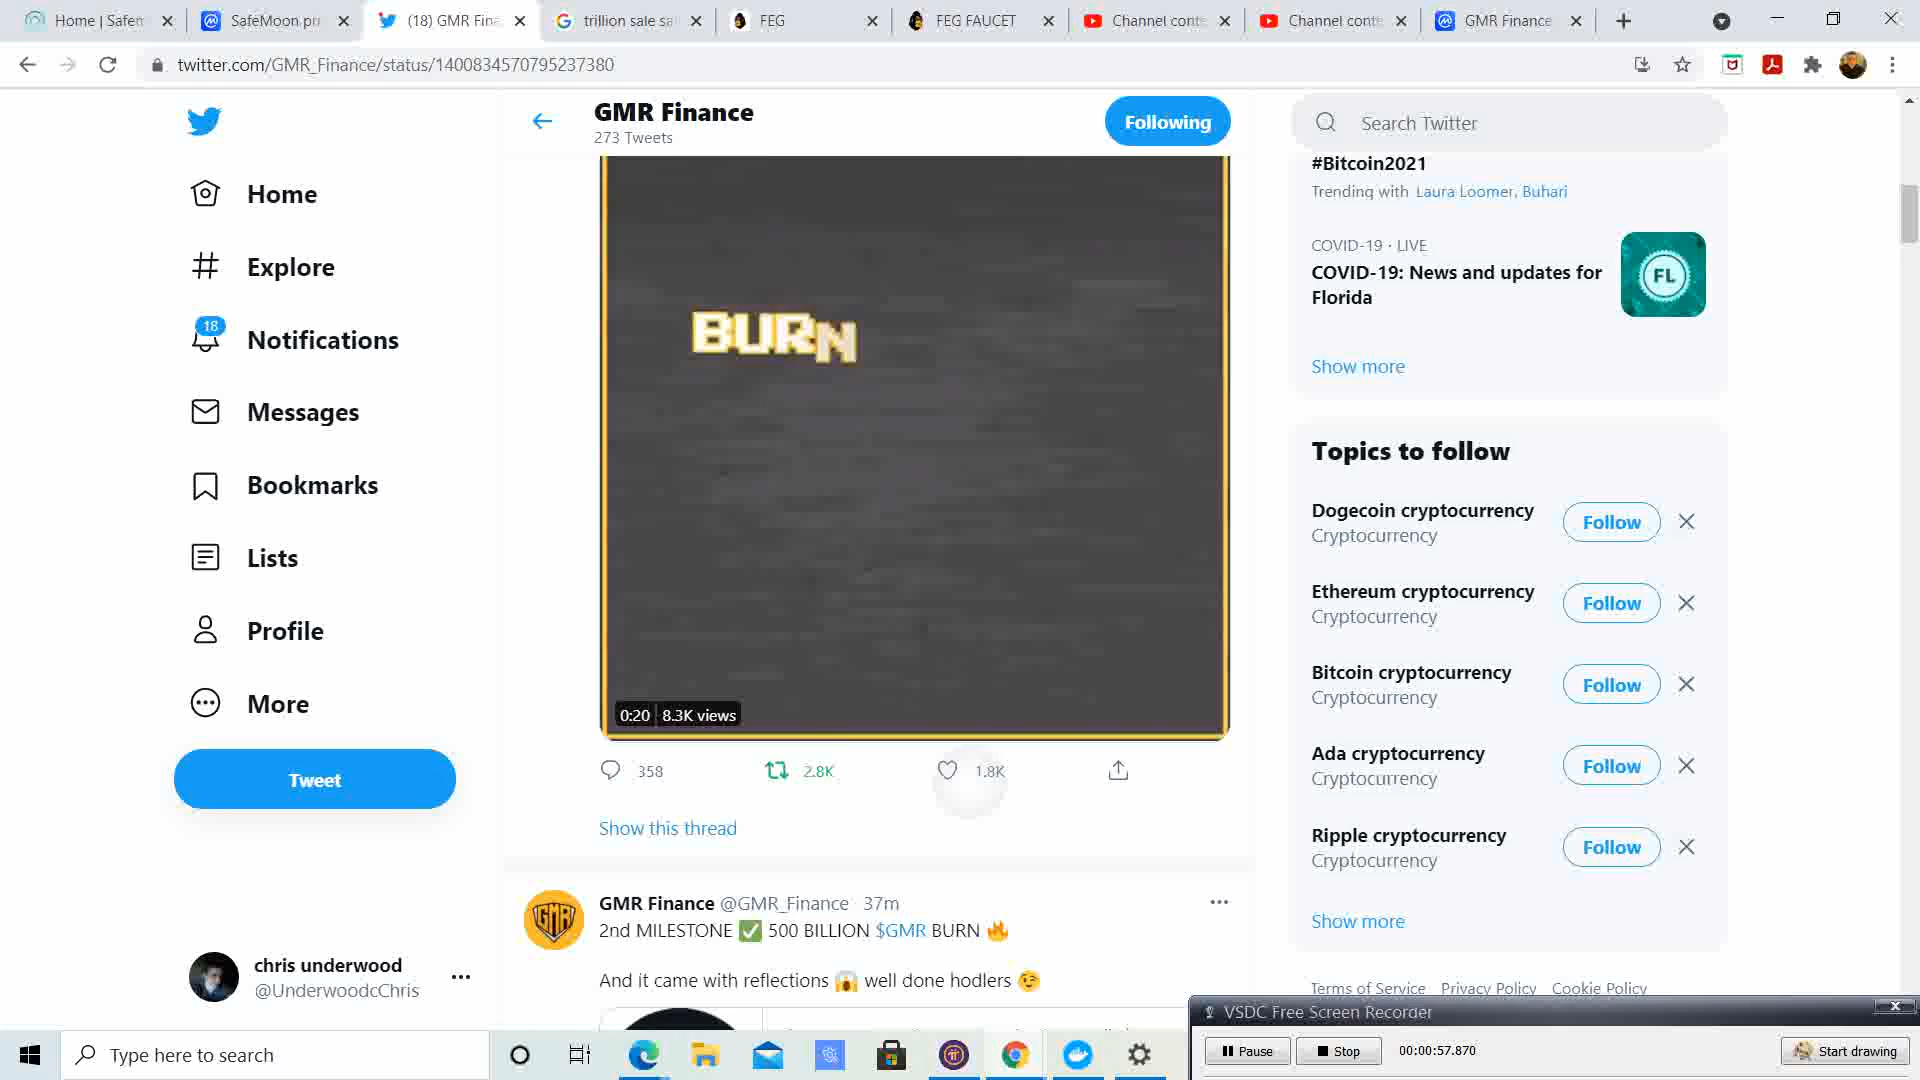 Home | Safem
SafeMoon pri
(18) GMR Fina
trillion sale sa
FEG
FEG FAUCET
Channel conte
Channel conte
GMR Finance
twitter.com/GMR_Finance/status/1400834570795237380
GMR Finance
273 Tweets
Following
Search Twitter
Home
Explore
18
Notifications
Messages
Bookmarks
Lists
Profile
More
Tweet
chris underwood
@UnderwoodcChris
BURN
0:20 8.3K views
358
2.8K
1.8K
Show this thread
GMR
GMR Finance @GMR_Finance 37m
2nd MILESTONE ✅ 500 BILLION $GMR BURN 🔥
And it came with reflections 😱 well done hodlers 😉
#Bitcoin2021
Trending with Laura Loomer, Buhari
COVID-19 · LIVE
COVID-19: News and updates for
Florida
FL
Show more
Topics to follow
Dogecoin cryptocurrency
Cryptocurrency
Follow
Ethereum cryptocurrency
Cryptocurrency
Follow
Bitcoin cryptocurrency
Cryptocurrency
Follow
Ada cryptocurrency
Cryptocurrency
Follow
Ripple cryptocurrency
Cryptocurrency
Follow
Show more
Terms of Service Privacy Policy Cookie Policy
VSDC Free Screen Recorder
Pause
Stop
00:00:57.870
Start drawing
Type here to search